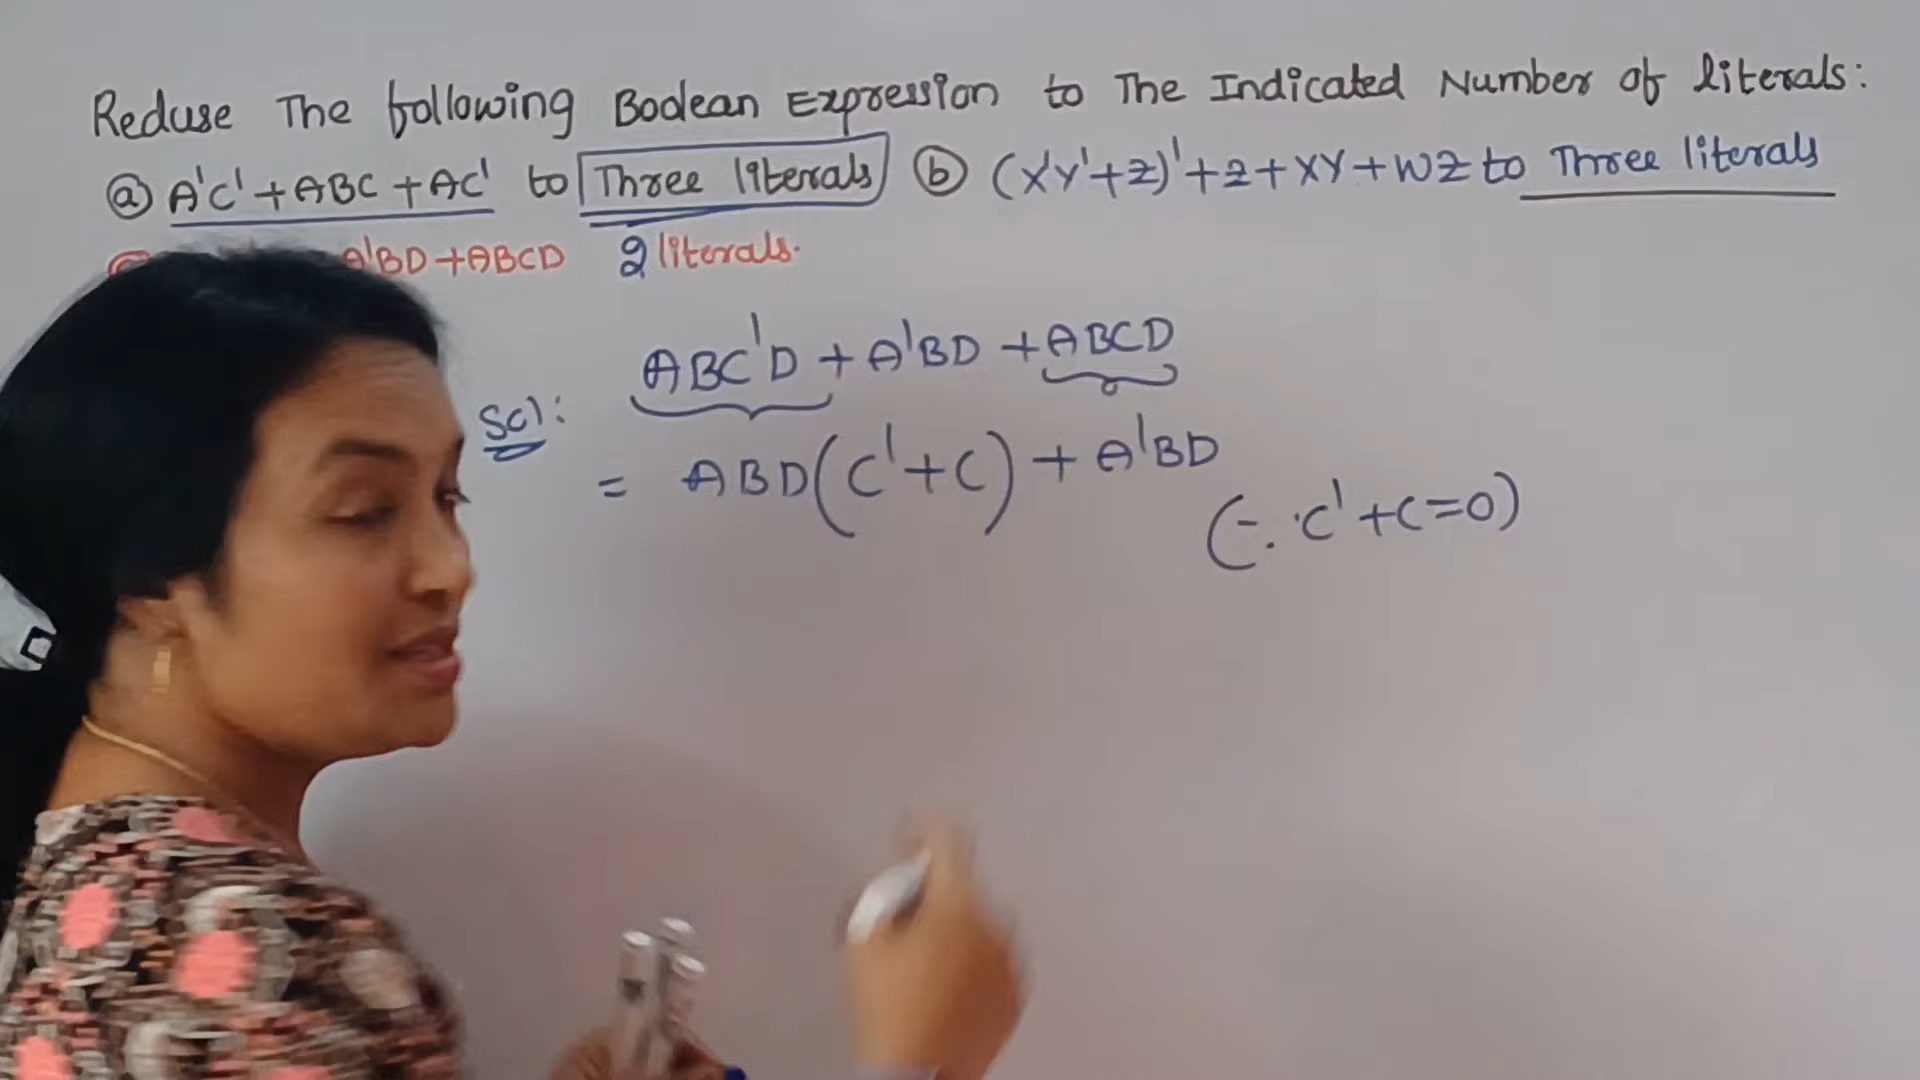 Reduse The following Boolean Expression to The Indicated Number of literals:
ⓐ A'C' + ABC + AC' to Three literals ⓑ (X'Y'+Z)'+Z+XY+WZ to Three literals
A'BD+ABCD 2 literals.
ABC'D + A'BD + ABCD
Sol:
= ABD(C'+C) + A'BD
(∵ C'+C=0)